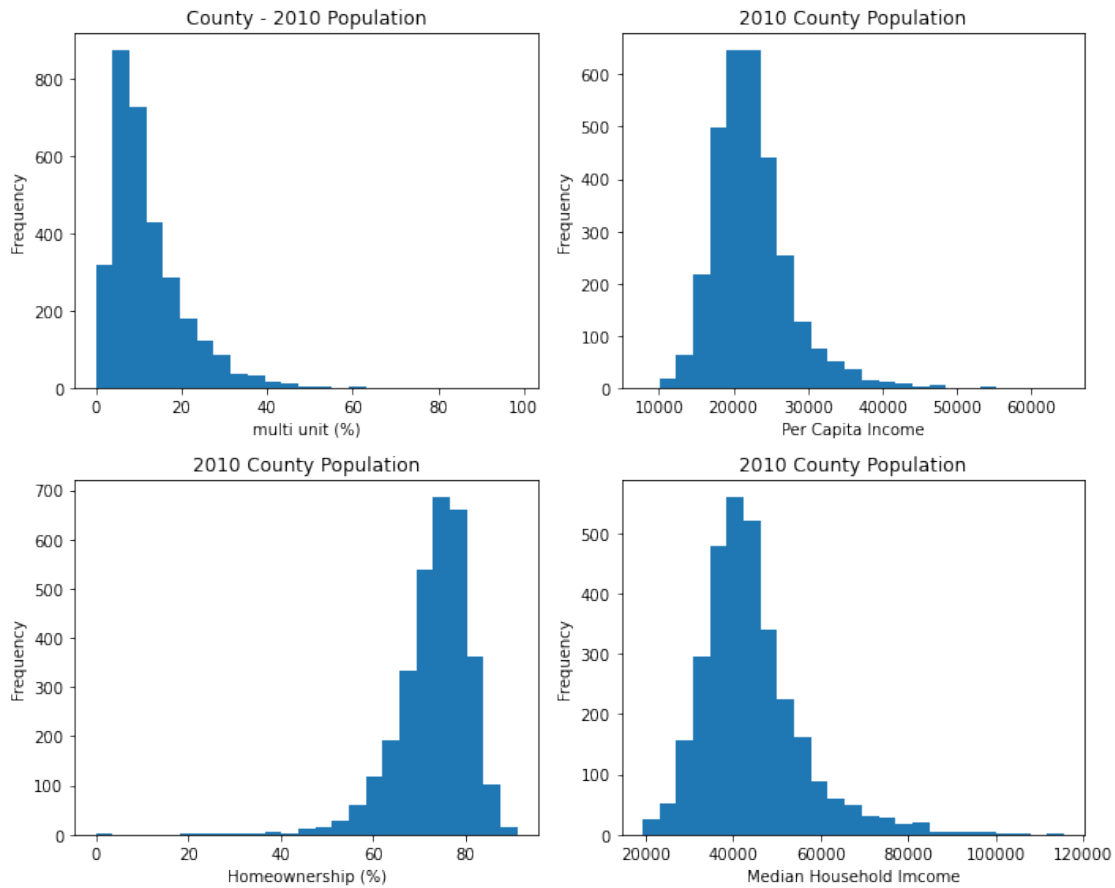 County - 2010 Population
Frequency
800
600
400
200
0
0 20 40 60 80 100
multi unit (%)
2010 County Population
Frequency
600
500
400
300
200
100
0
10000 20000 30000 40000 50000 60000
Per Capita Income
2010 County Population
Frequency
700
600
500
400
300
200
100
0
0 20 40 60 80
Homeownership (%)
2010 County Population
Frequency
500
400
300
200
100
0
20000 40000 60000 80000 100000 120000
Median Household Imcome